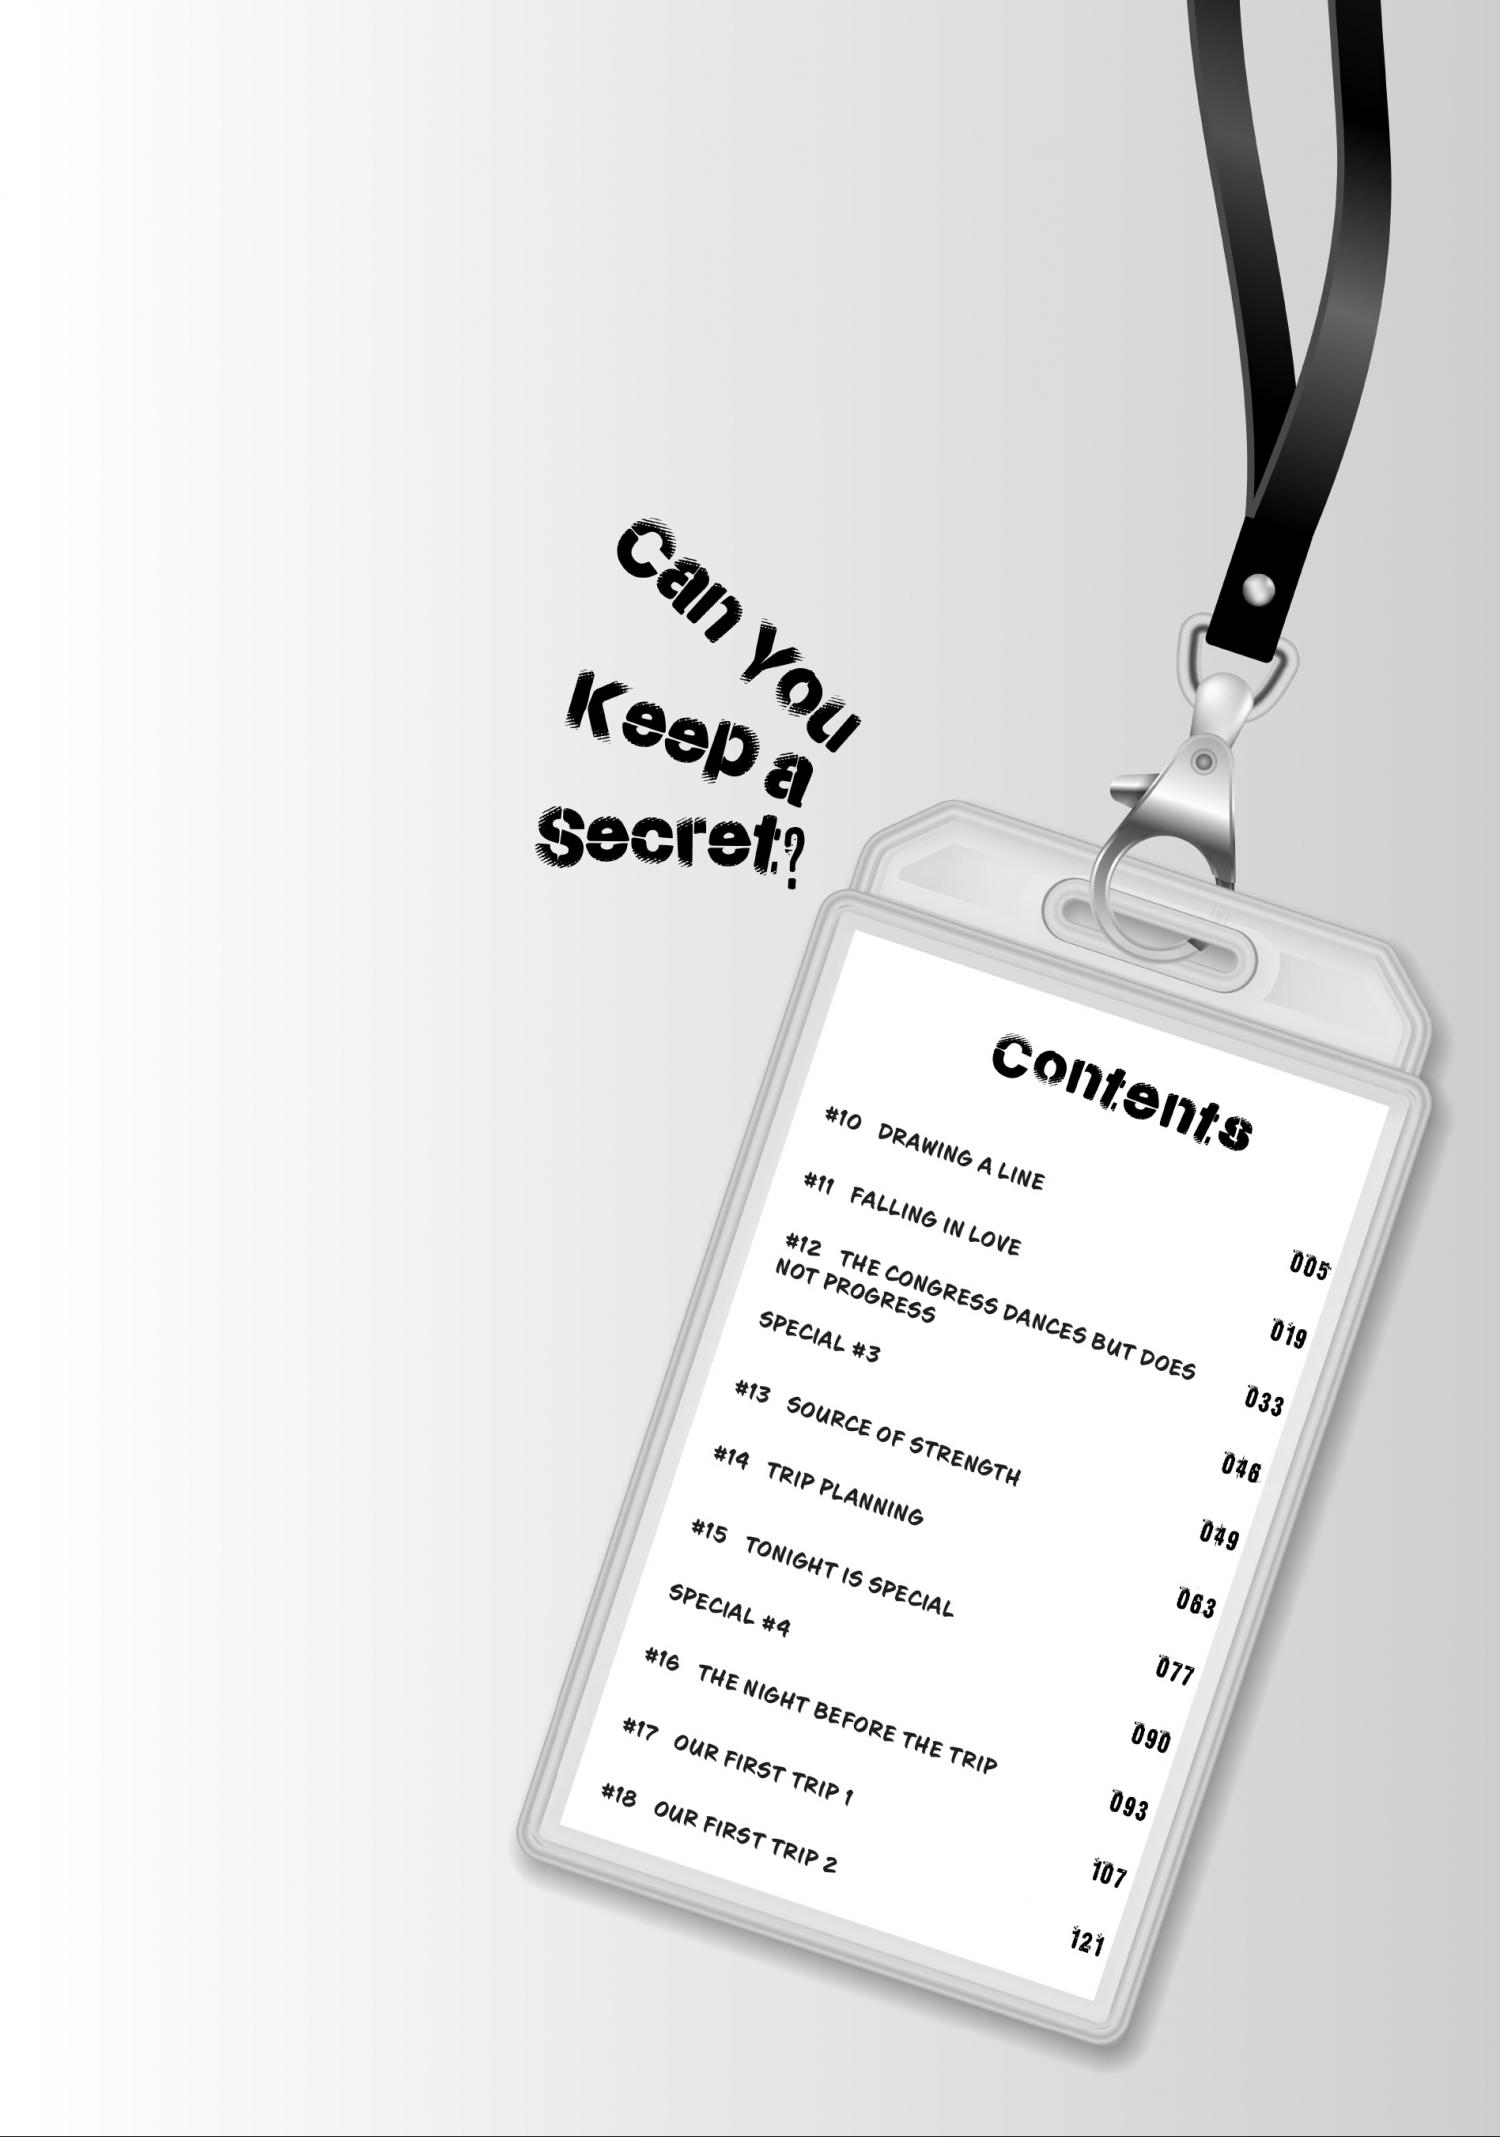 Can You
Keep a
Secret?
Contents
#10 DRAWING A LINE 005
#11 FALLING IN LOVE 019
#12 THE CONGRESS DANCES BUT DOES
NOT PROGRESS 033
SPECIAL #3 046
#13 SOURCE OF STRENGTH 049
#14 TRIP PLANNING 063
#15 TONIGHT IS SPECIAL 077
SPECIAL #4 090
#16 THE NIGHT BEFORE THE TRIP 093
#17 OUR FIRST TRIP 1 107
#18 OUR FIRST TRIP 2 121